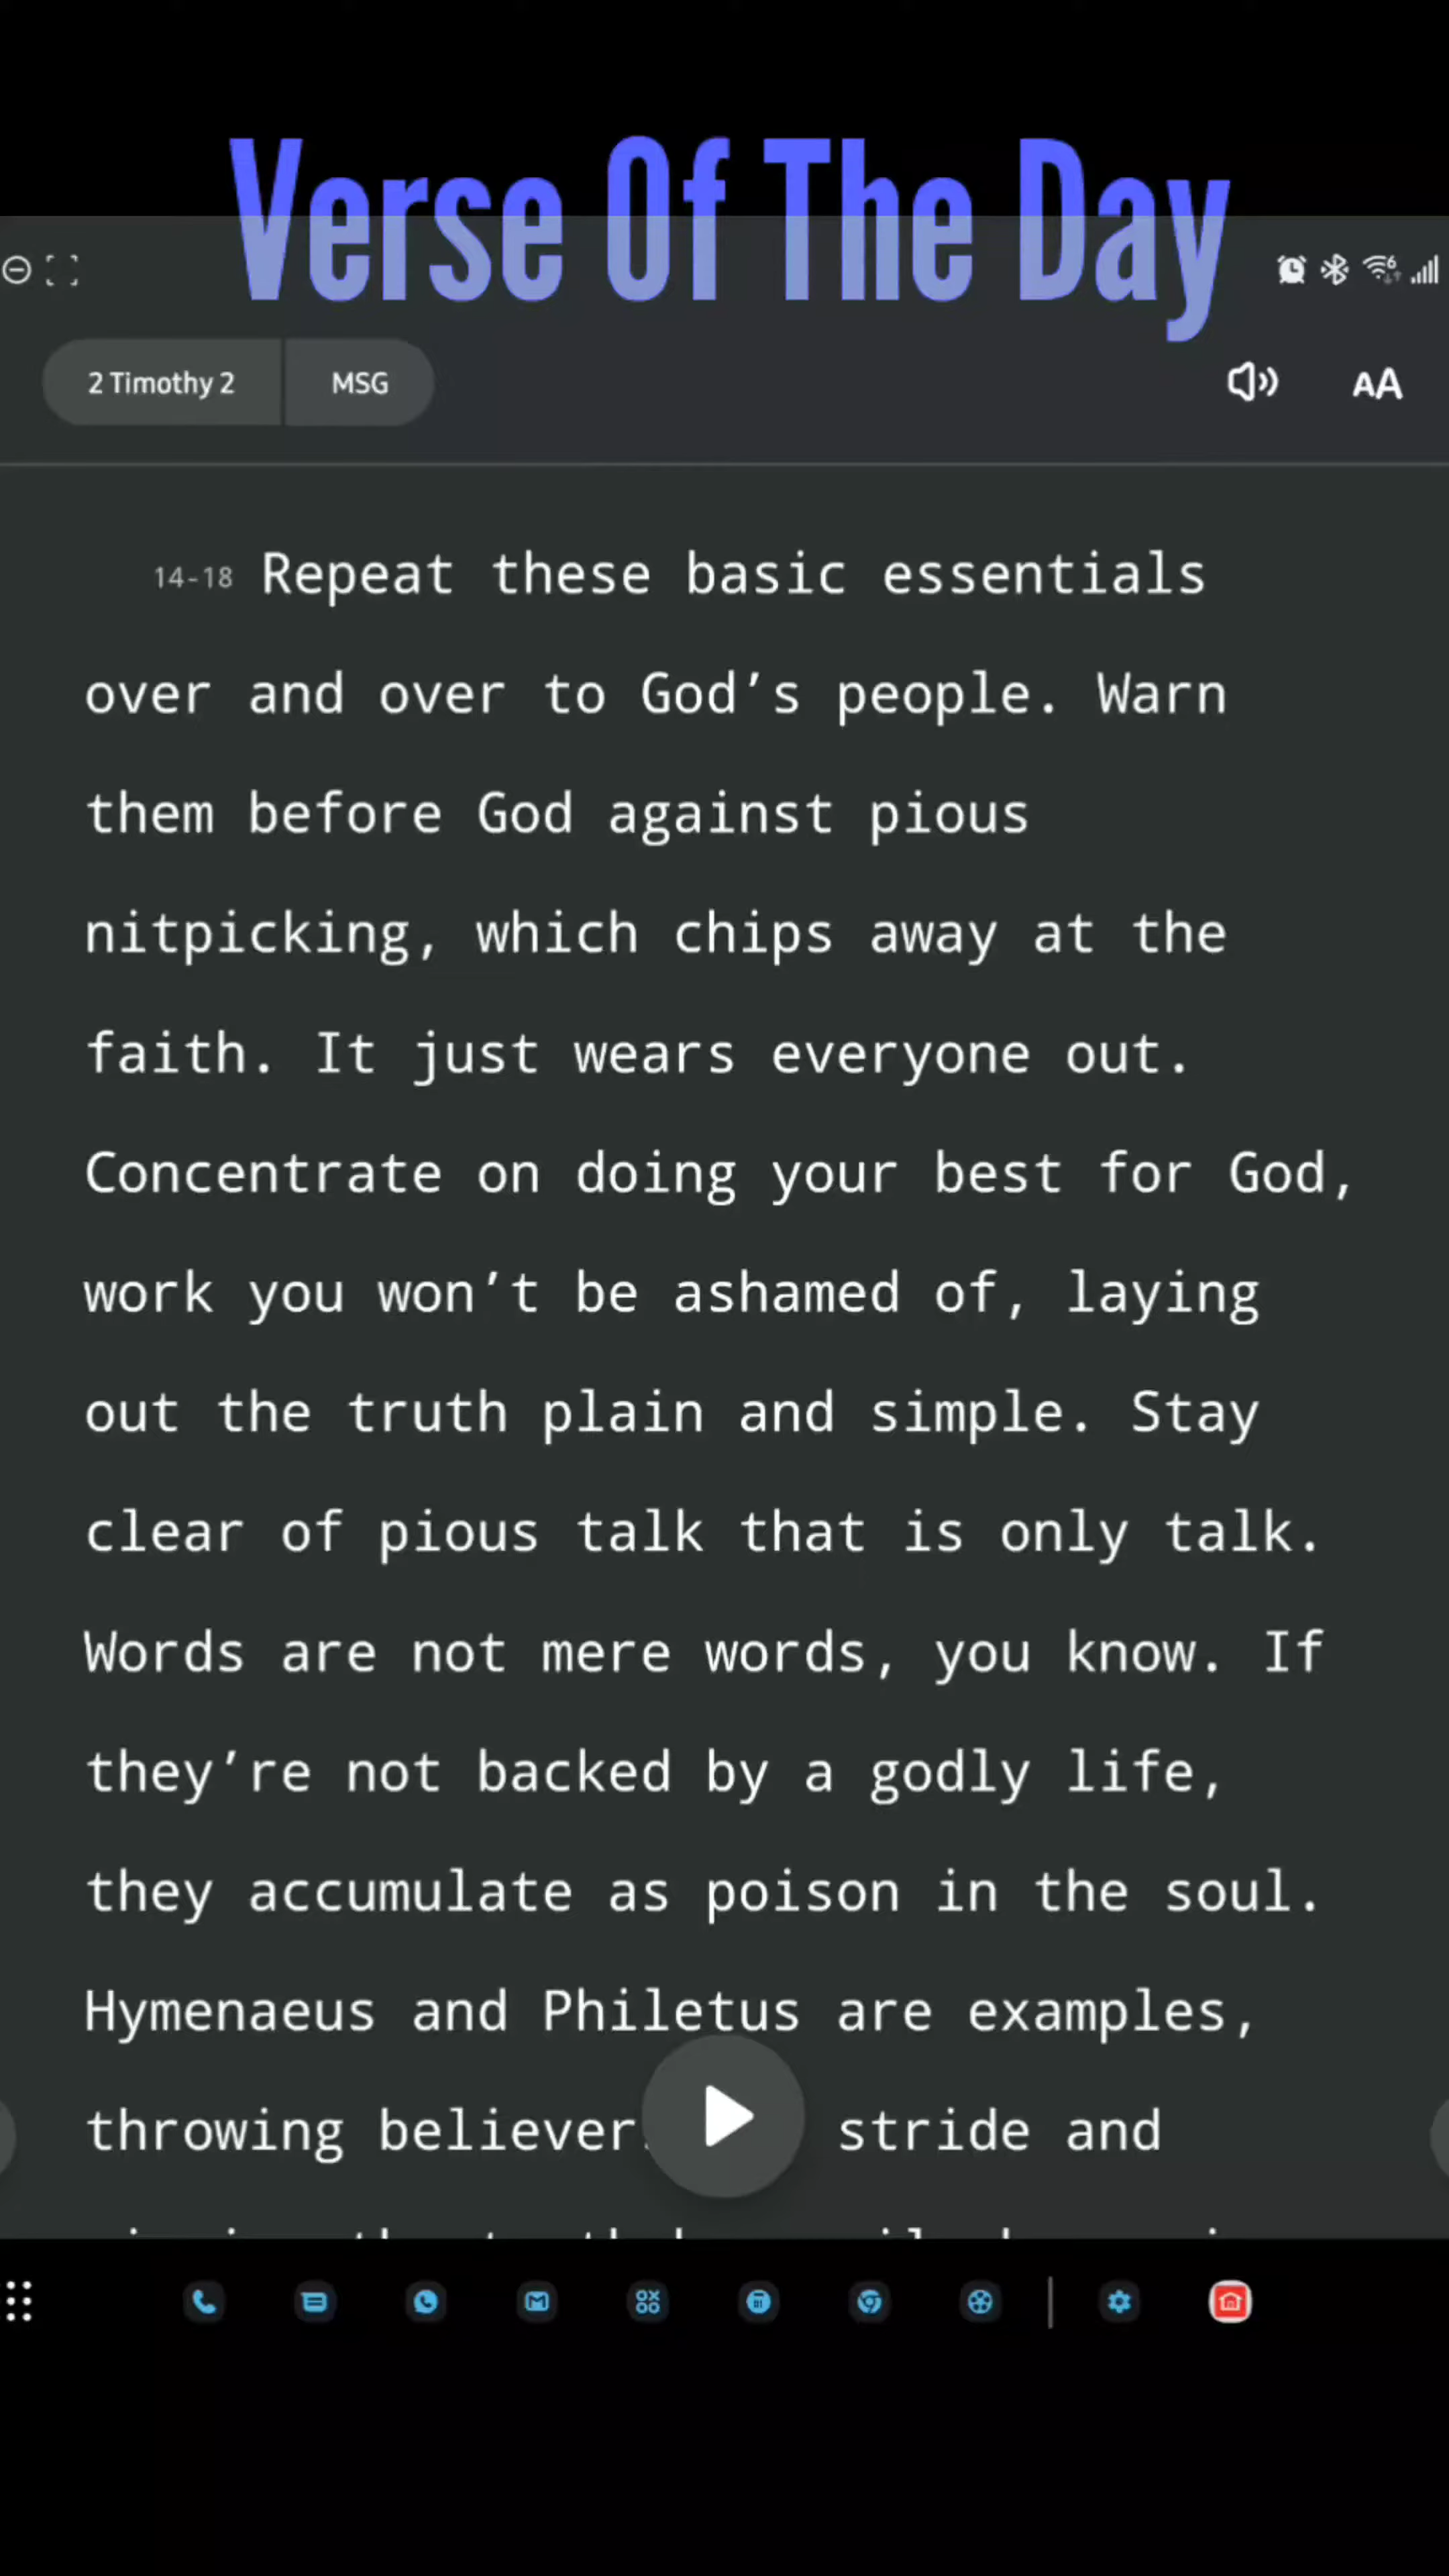 Verse Of The Day
2 Timothy 2 MSG
AA
14-18 Repeat these basic essentials
over and over to God’s people. Warn
them before God against pious
nitpicking, which chips away at the
faith. It just wears everyone out.
Concentrate on doing your best for God,
work you won’t be ashamed of, laying
out the truth plain and simple. Stay
clear of pious talk that is only talk.
Words are not mere words, you know. If
they’re not backed by a godly life,
they accumulate as poison in the soul.
Hymenaeus and Philetus are examples,
throwing stride and